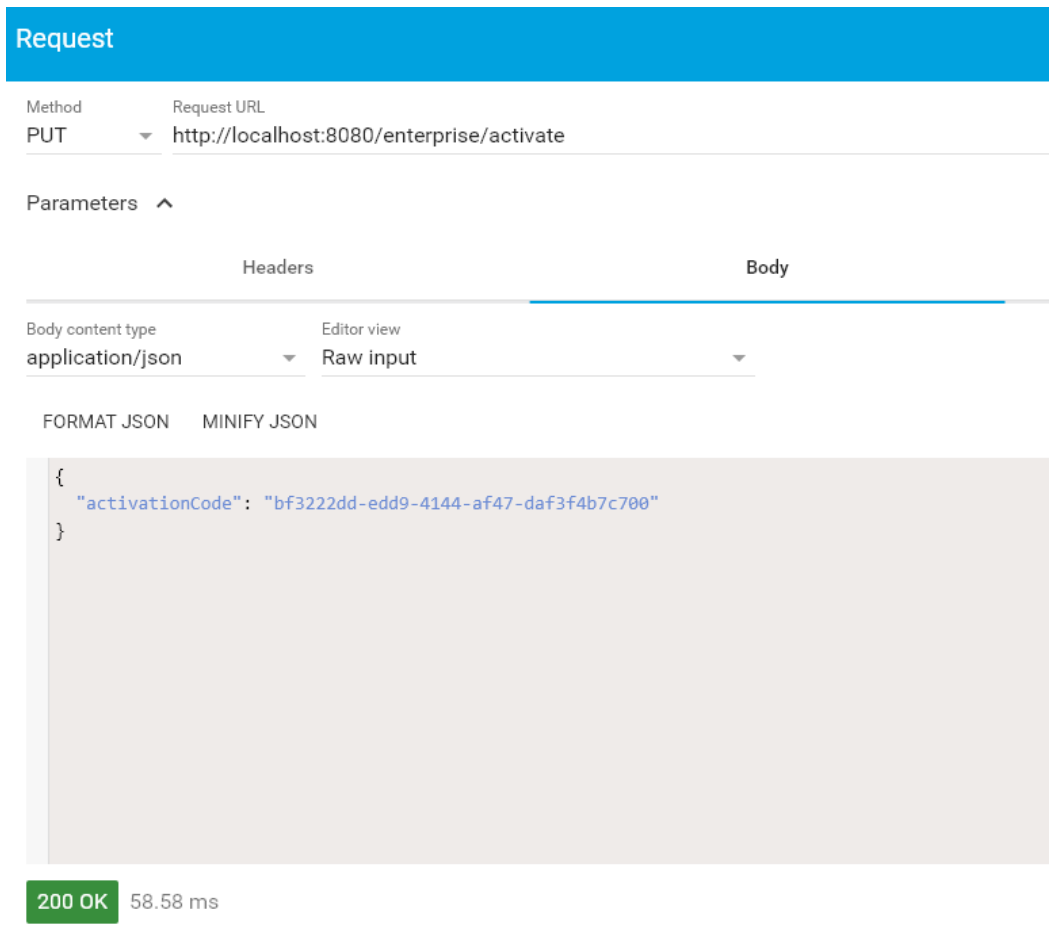 Request
Method Request URL
PUT http://localhost:8080/enterprise/activate
Parameters
Headers Body
Body content type Editor view
application/json Raw input
FORMAT JSON MINIFY JSON
{
"activationCode": "bf3222dd-edd9-4144-af47-daf3f4b7c700"
}
200 OK 58.58 ms